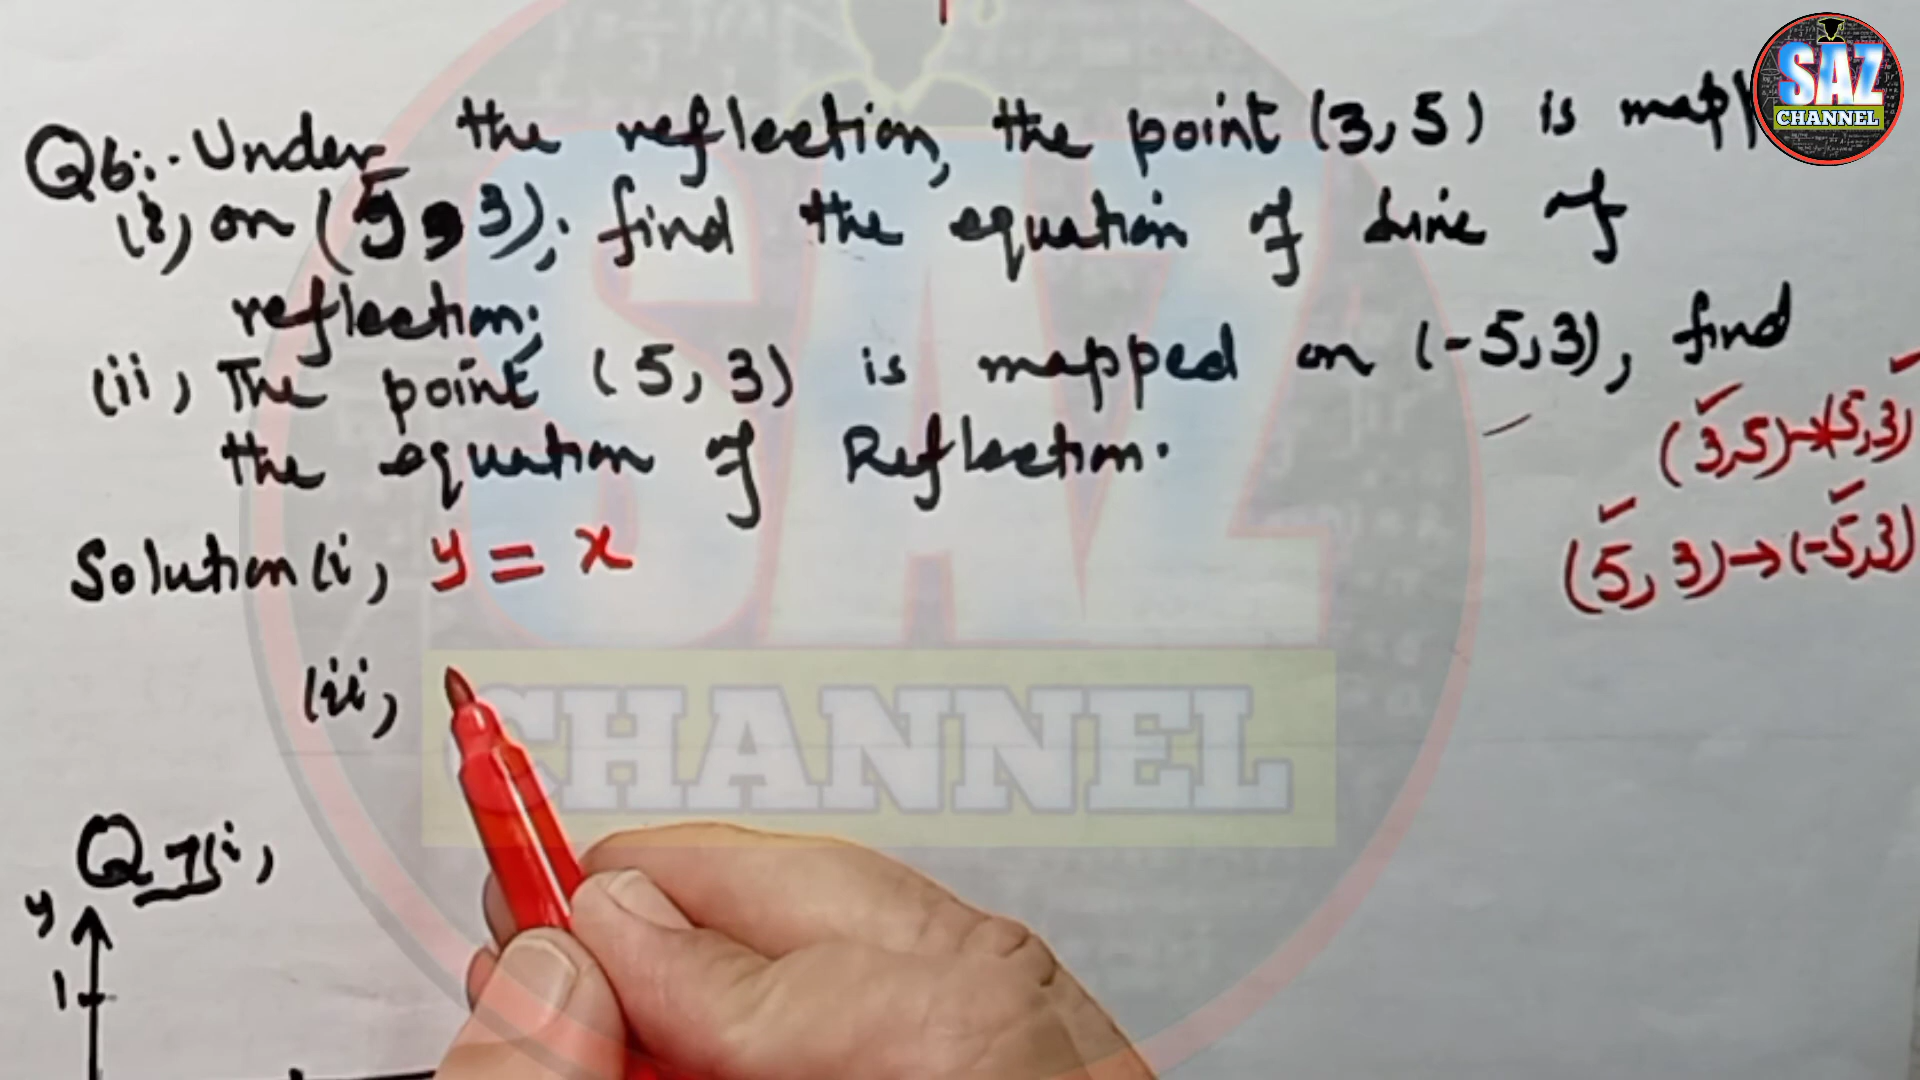 SAZ
CHANNEL
Q6:- Under the reflection, the point (3,5) is
(i) on (5, 3); find the equation of line of
reflection;
(ii) The point (5, 3) is mapped on (-5,3), find
the equation of Reflection.
(3,5)→(5,3)
(5,3)→(-5,3)
Solution (i) y = x
(ii)
SAZ
CHANNEL
Q7(i)
y
1